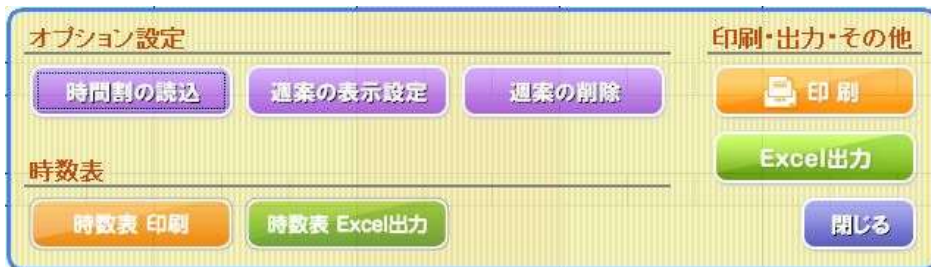 オプション設定
時間割の読込
週案の表示設定
週案の削除
時数表
時数表 印刷
時数表 Excel出力
印刷・出力・その他
印 刷
Excel出力
閉じる